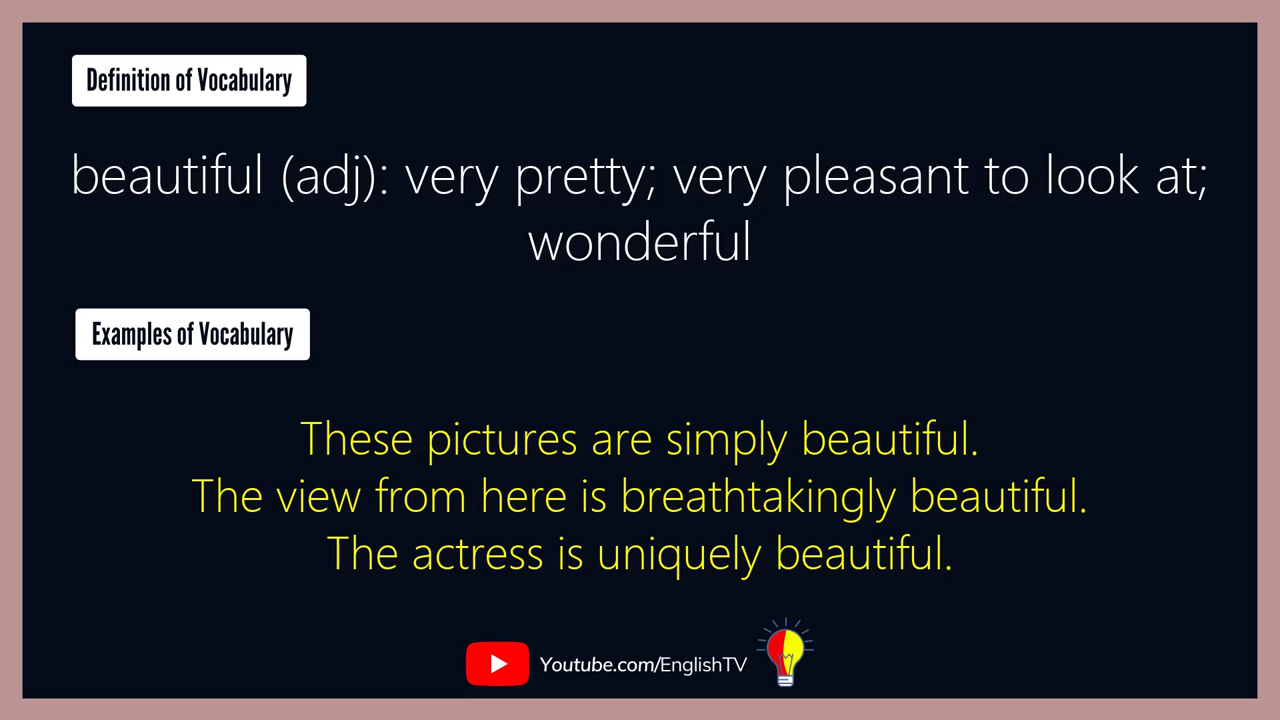 Definition of Vocabulary
beautiful (adj): very pretty; very pleasant to look at;
wonderful
Examples of Vocabulary
These pictures are simply beautiful.
The view from here is breathtakingly beautiful.
The actress is uniquely beautiful.
Youtube.com/EnglishTV